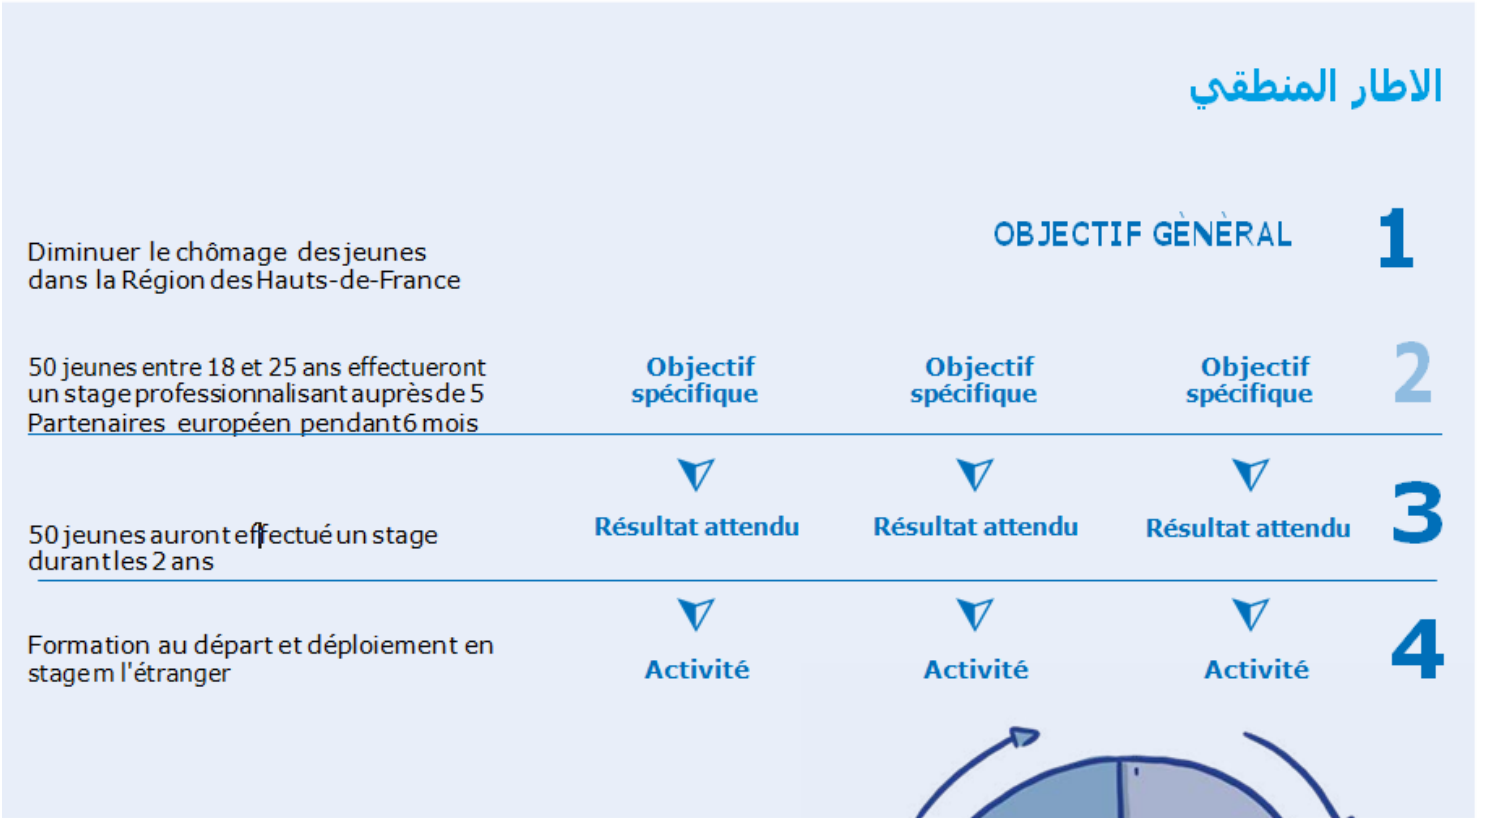 الاطار المنطقي
OBJECTIF GÈNÈRAL 1
Diminuer le chômage des jeunes
dans la Région des Hauts-de-France
50 jeunes entre 18 et 25 ans effectueront
un stage professionnalisant auprès de 5
Partenaires européen pendant 6 mois
Objectif spécifique
Objectif spécifique
Objectif spécifique
2
50 jeunes auront effectué un stage
durant les 2 ans
Résultat attendu
Résultat attendu
Résultat attendu
3
Formation au départ et déploiement en
stage m l'étranger
Activité
Activité
Activité
4